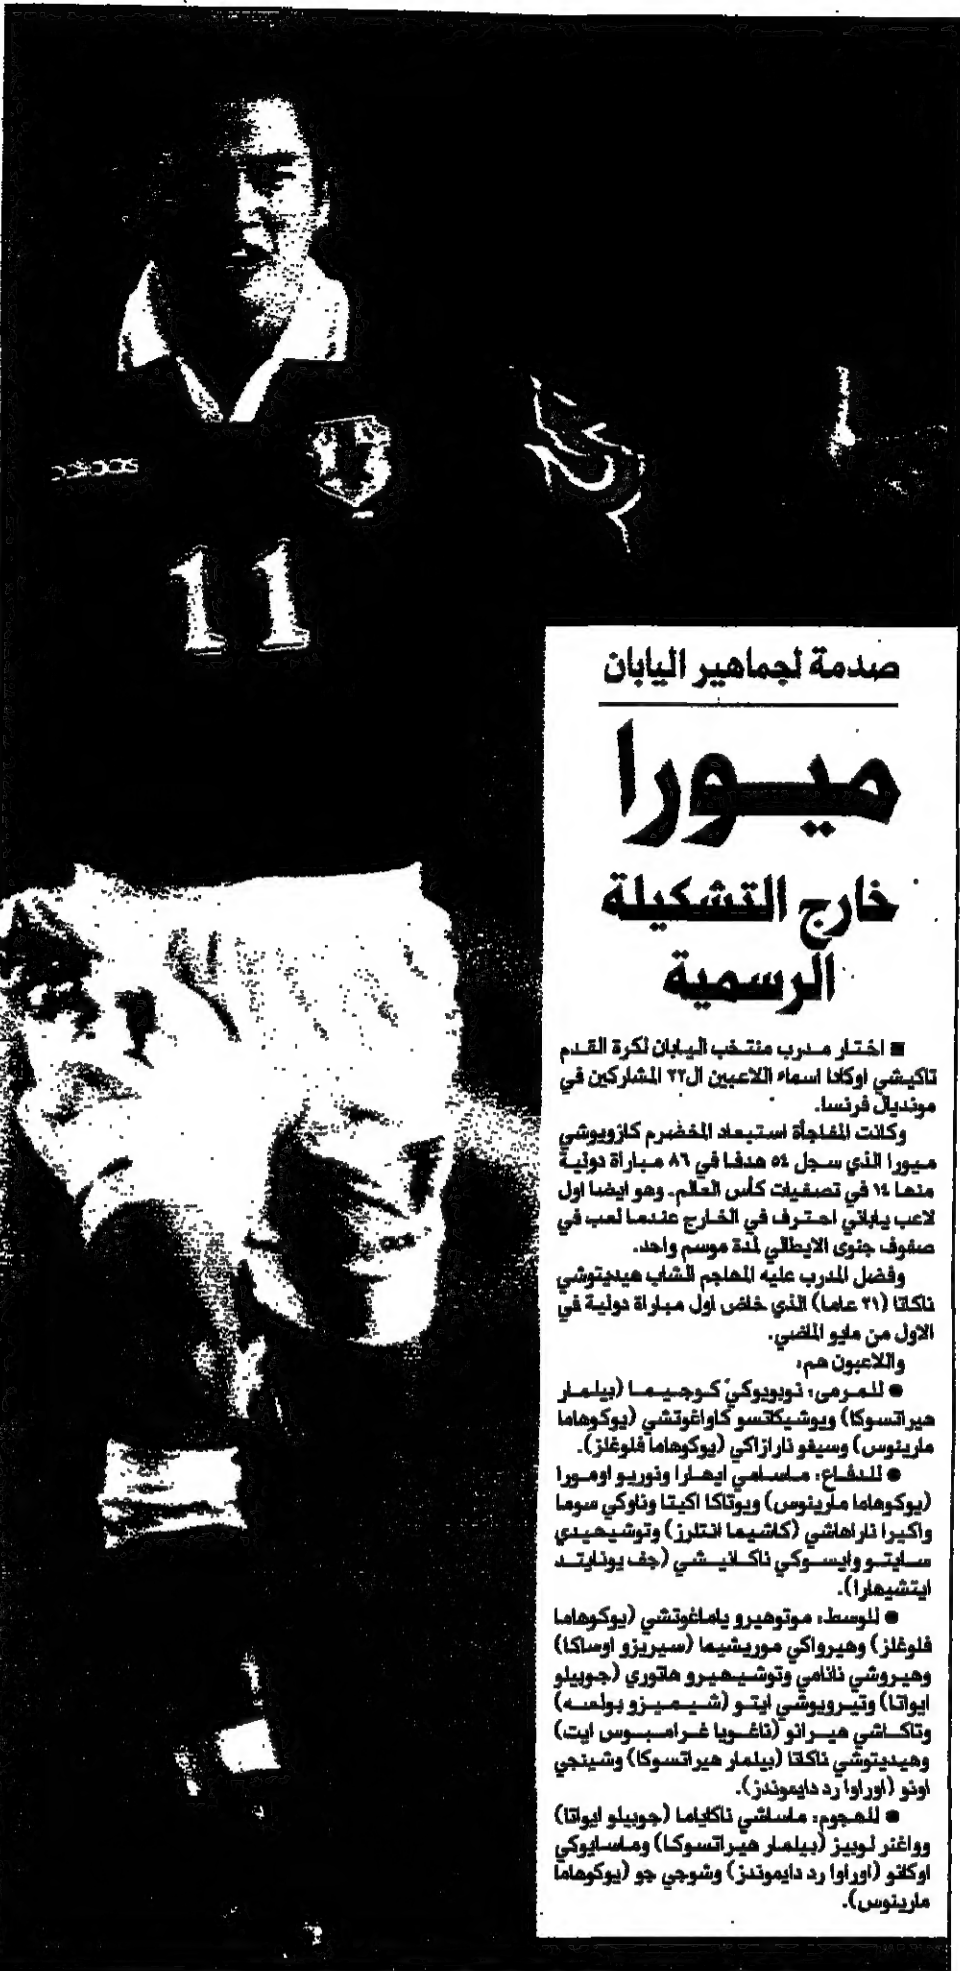 adidas
11
صدمة لجماهير اليابان
ميورا
خارج التشكيلة
الرسمية
■ اختار مدرب منتخب اليابان لكرة القدم
تاكيشي اوكادا اسماء اللاعبين ال٢٢ المشاركين في
مونديال فرنسا.
وكانت المفاجأة استبعاد المخضرم كازويوشي
ميورا الذي سجل ٥٤ هدفا في ٨٦ مباراة دولية
منها ١٤ في تصفيات كأس العالم. وهو ايضا اول
لاعب ياباني احترف في الخارج عندما لعب في
صفوف جنوى الايطالي لمدة موسم واحد.
وفضل المدرب عليه المهاجم الشاب هيديتوشي
ناكاتا (٢١ عاما) الذي خاض اول مباراة دولية في
الاول من مايو الماضي.
واللاعبون هم:
● للمرمى: نوبويوكي كوجيما (بيلمار
هيراتسوكا) ويوشيكاتسو كاواغوتشي (يوكوهاما
مارينوس) وسيغو نارازاكي (يوكوهاما فلوغلز).
● للدفاع: ماسامي ايهارا ونوريو اومورا
(يوكوهاما مارينوس) ويوتاكا اكيتا وناوكي سوما
واكيرا ناراهاشي (كاشيما انتلرز) وتوشيهيدي
سايتو وايسوكي ناكانيشي (جف يونايتد
ايتشيهارا).
● للوسط: موتوهيرو ياماغوتشي (يوكوهاما
فلوغلز) وهيرواكي موريشيما (سيريزو اوساكا)
وهيروشي نانامي وتوشيهيرو هاتوري (جوبيلو
ايواتا) وتيرويوشي ايتو (شيميزو بولسه)
وتاكاشي هيرانو (ناغويا غرامبوس ايت)
وهيديتوشي ناكاتا (بيلمار هيراتسوكا) وشينجي
اونو (اوراوا رد دايموندز).
● للهجوم: ماساشي ناكاياما (جوبيلو ايواتا)
وواغنر لوبيز (بيلمار هيراتسوكا) وماسايوكي
اوكانو (اوراوا رد دايموندز) وشوجي جو (يوكوهاما
مارينوس).